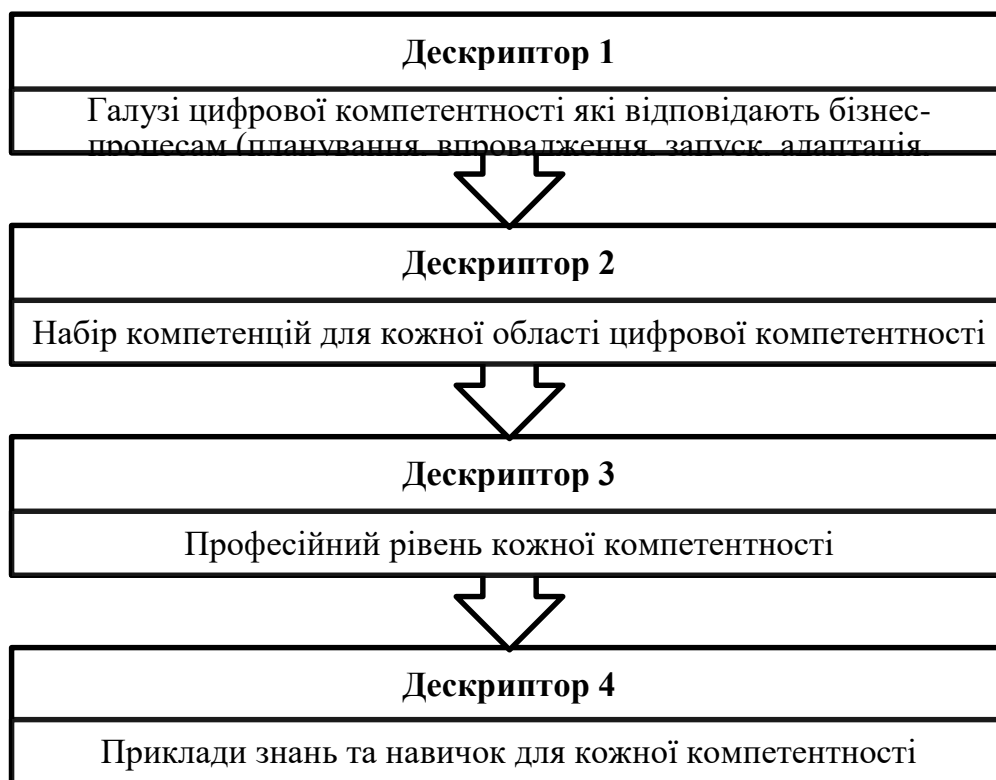 Дескриптор 1
Галузі цифрової компетентності які відповідають бізнес-
процесам (планування, впровадження, запуск, адаптація,
Дескриптор 2
Набір компетенцій для кожної області цифрової компетентності
Дескриптор 3
Професійний рівень кожної компетентності
Дескриптор 4
Приклади знань та навичок для кожної компетентності